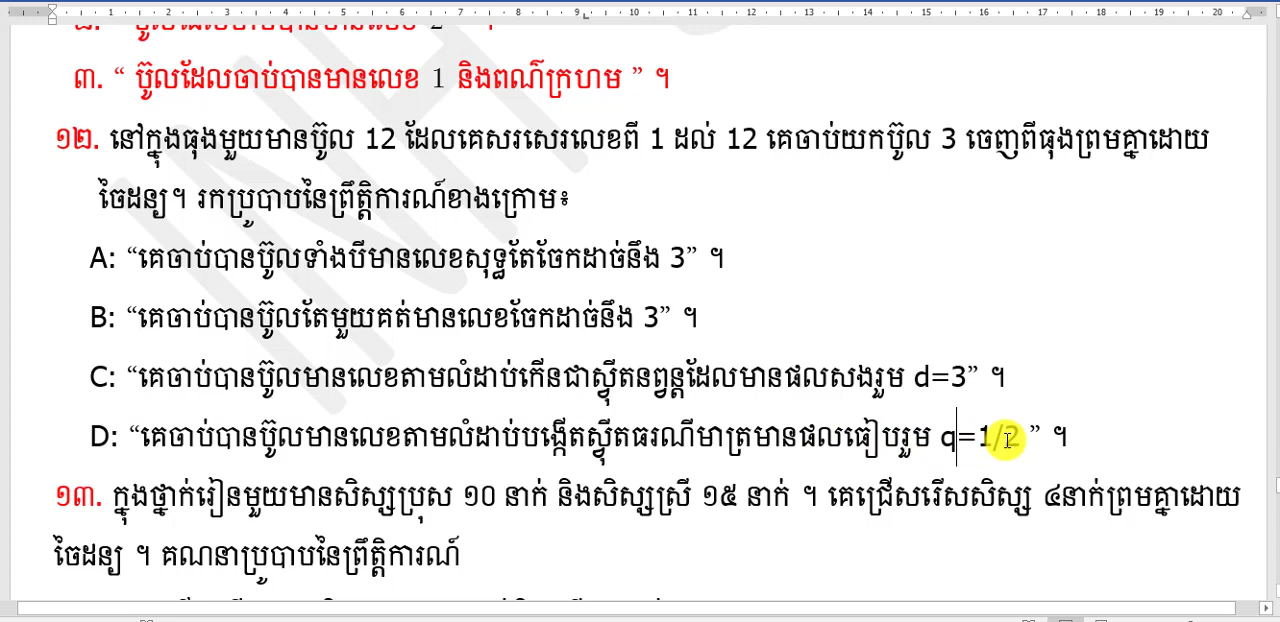 ៣. “ ប៊ូលដែលចាប់បានមានលេខ 1 និងពណ៌ក្រហម ” ។
១២. នៅក្នុងធុងមួយមានប៊ូល 12 ដែលគេសរសេរលេខពី 1 ដល់ 12 គេចាប់យកប៊ូល 3 ចេញពីធុងព្រមគ្នាដោយ
ចៃដន្យ។ រកប្រូបាបនៃព្រឹត្តិការណ៍ខាងក្រោម៖
A: “គេចាប់បានប៊ូលទាំងបីមានលេខសុទ្ធតែចែកដាច់នឹង 3” ។
B: “គេចាប់បានប៊ូលតែមួយគត់មានលេខចែកដាច់នឹង 3” ។
C: “គេចាប់បានប៊ូលមានលេខតាមលំដាប់កើនជាស្វ៊ីតនព្វន្តដែលមានផលសងរួម d=3” ។
D: “គេចាប់បានប៊ូលមានលេខតាមលំដាប់បង្កើតស្វ៊ីតធរណីមាត្រមានផលធៀបរួម q=1/2 ” ។
១៣. ក្នុងថ្នាក់រៀនមួយមានសិស្សប្រុស ១០ នាក់ និងសិស្សស្រី ១៥ នាក់ ។ គេជ្រើសរើសសិស្ស ៤នាក់ព្រមគ្នាដោយ
ចៃដន្យ ។ គណនាប្រូបាបនៃព្រឹត្តិការណ៍